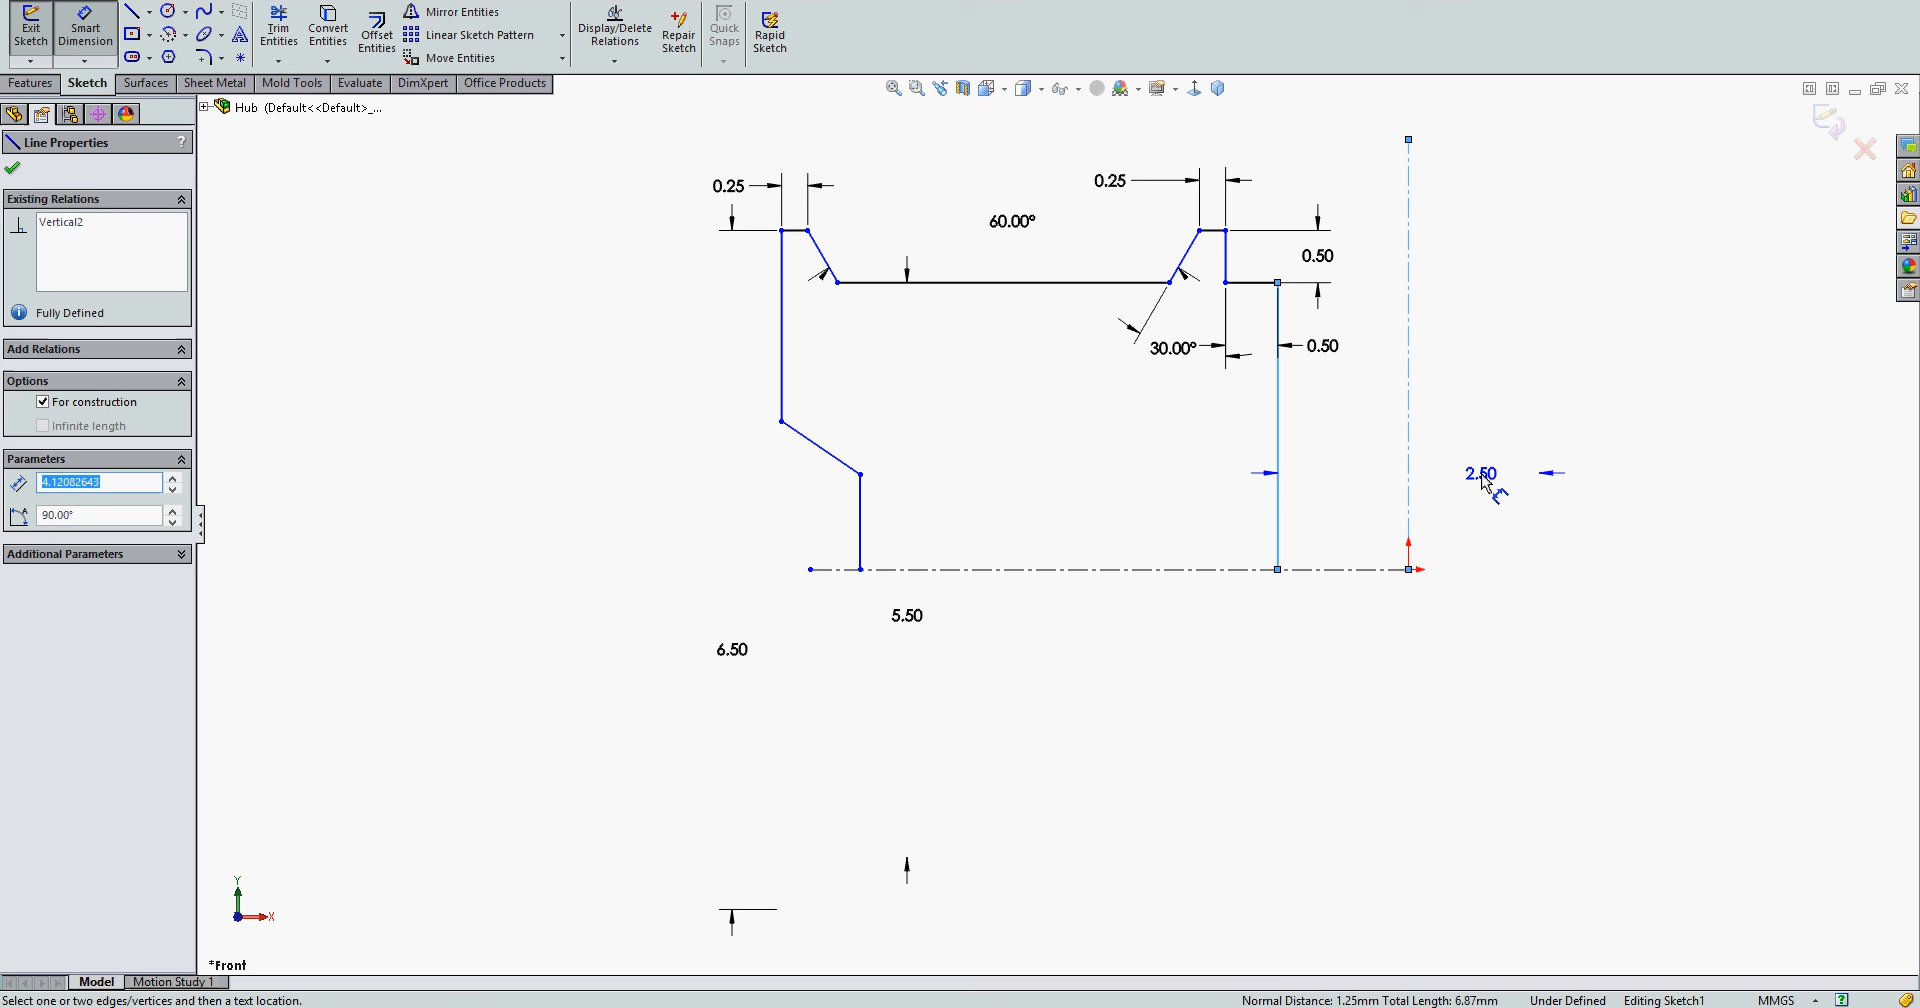 Exit Sketch
Smart Dimension
Trim Entities
Convert Entities
Offset Entities
Mirror Entities
Linear Sketch Pattern
Move Entities
Display/Delete Relations
Repair Sketch
Quick Snaps
Rapid Sketch
Features
Sketch
Surfaces
Sheet Metal
Mold Tools
Evaluate
DimXpert
Office Products
Hub (Default<<Default>_...
Line Properties
?
Existing Relations
Vertical2
Fully Defined
Add Relations
Options
For construction
Infinite length
Parameters
4.12082643
90.00°
Additional Parameters
0.25
0.25
60.00°
0.50
30.00°
0.50
2.50
5.50
6.50
Y
X
*Front
Model
Motion Study 1
Select one or two edges/vertices and then a text location.
Normal Distance: 1.25mm Total Length: 6.87mm
Under Defined
Editing Sketch1
MMGS
?